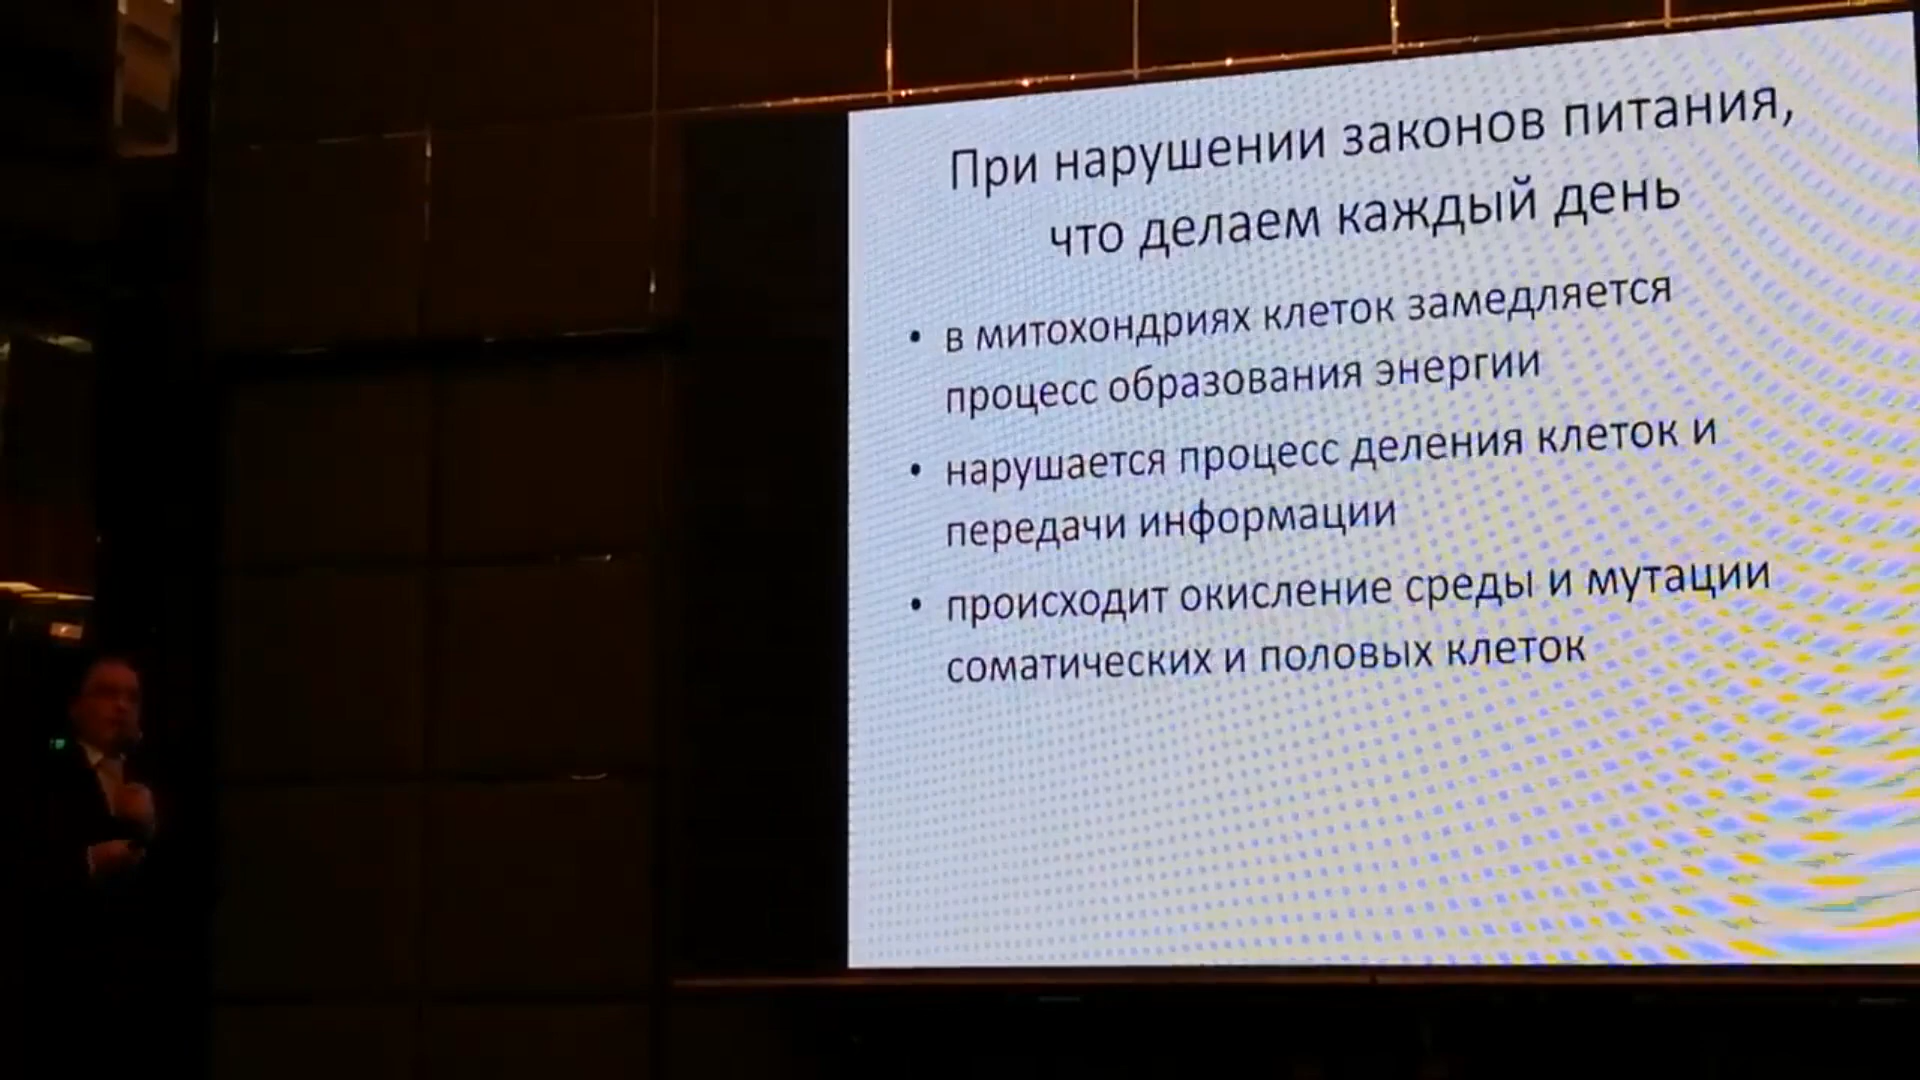 При нарушении законов питания,
что делаем каждый день
• в митохондриях клеток замедляется
процесс образования энергии
• нарушается процесс деления клеток и
передачи информации
• происходит окисление среды и мутации
соматических и половых клеток